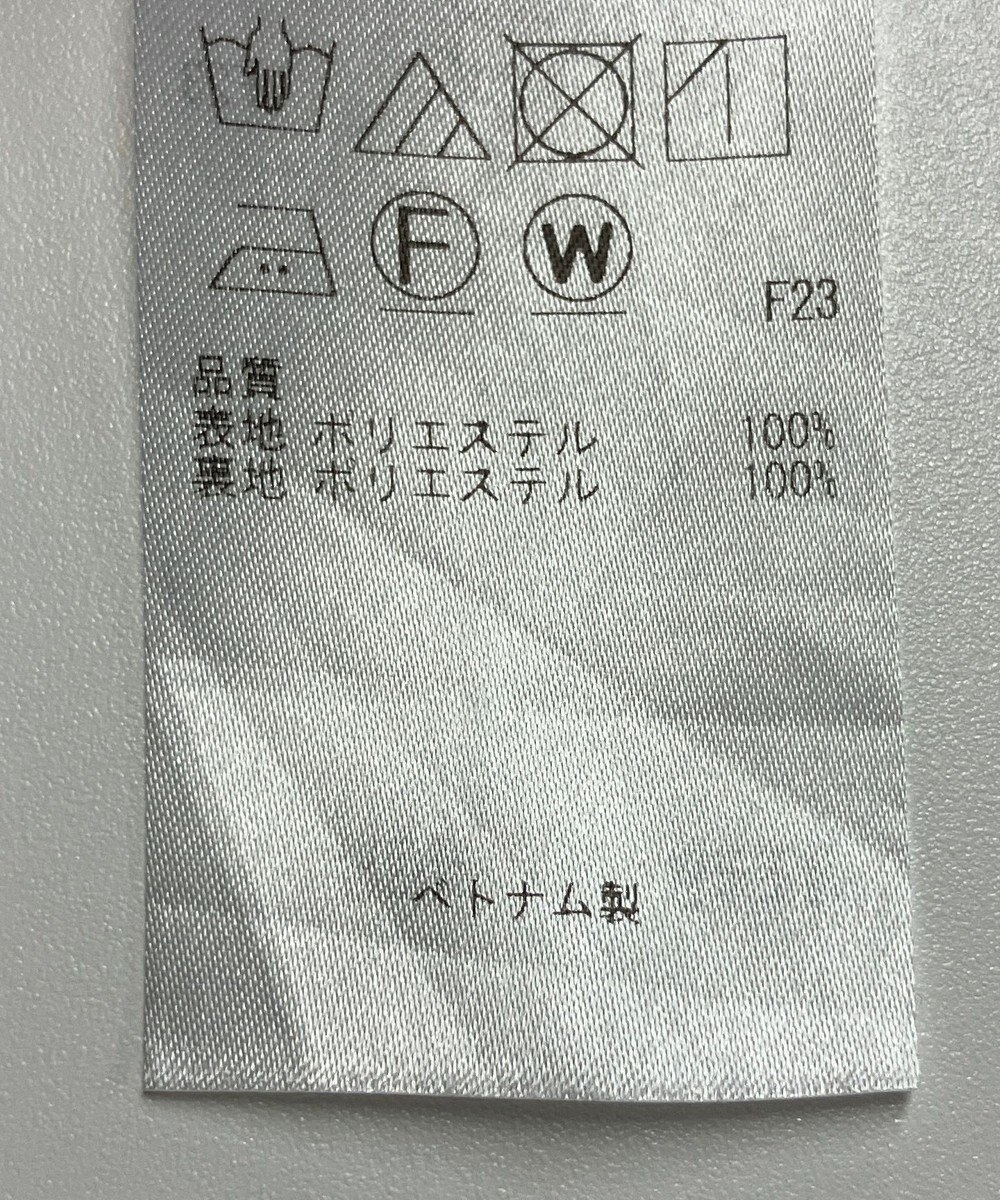 F W
F23
品質
表地 ポリエステル 100%
裏地 ポリエステル 100%
ベトナム製